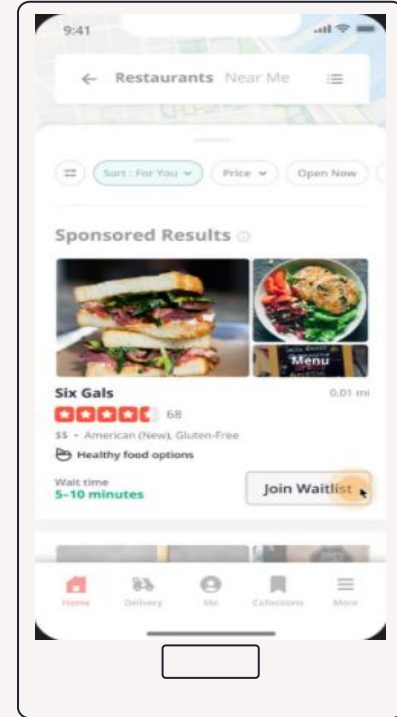 9:41
Restaurants Near Me
Sort : For You
Price
Open Now
Sponsored Results
Menu
Six Gals
0.01 mi
68
$$ • American (New), Gluten-Free
Healthy food options
Wait time
5–10 minutes
Join Waitlist
Home
Delivery
Me
Collections
More